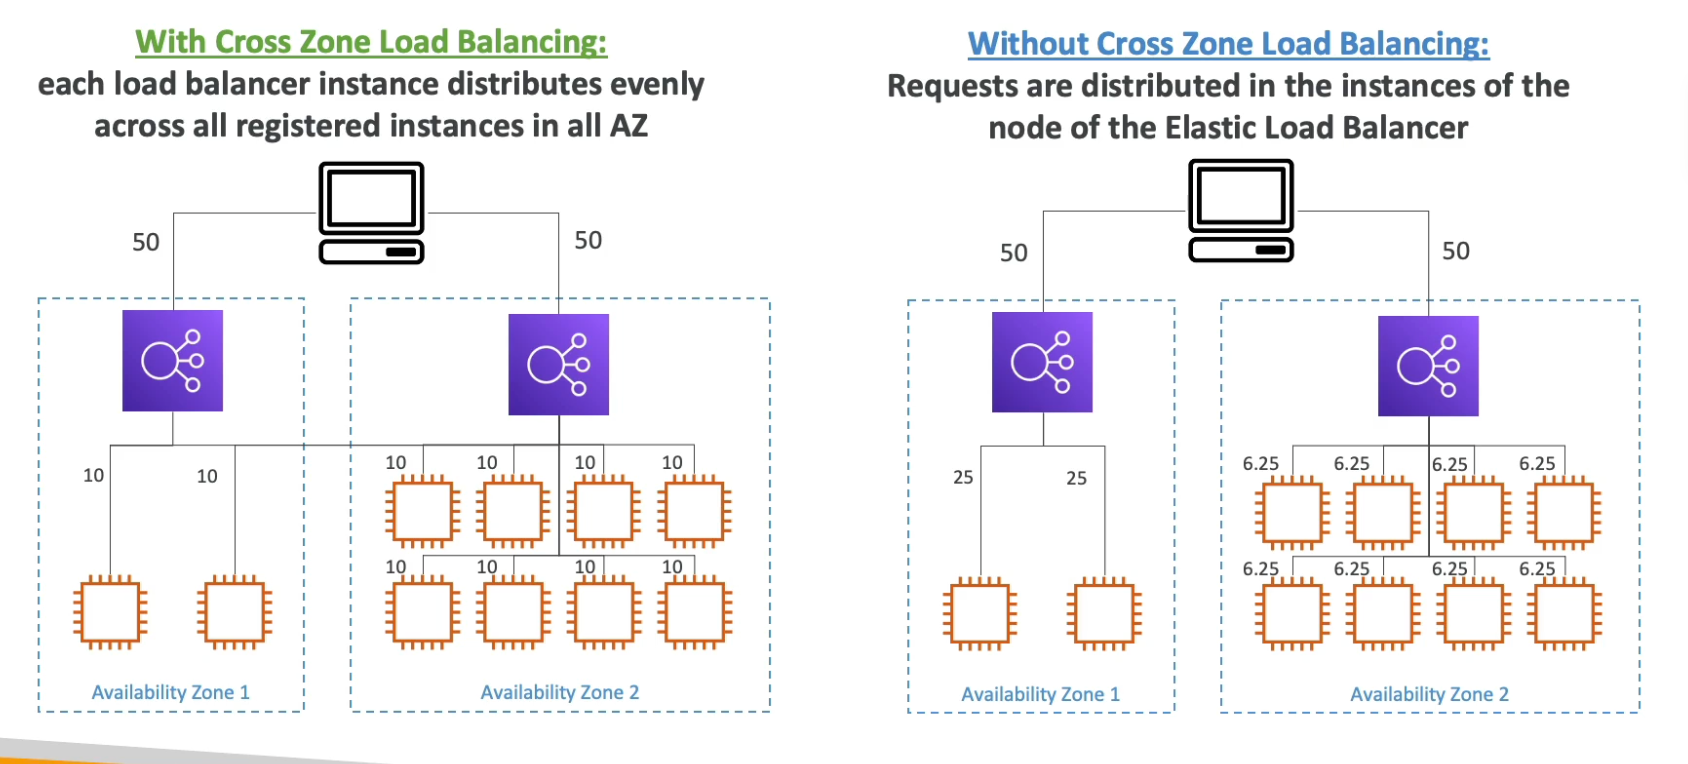 With Cross Zone Load Balancing:
each load balancer instance distributes evenly
across all registered instances in all AZ
50
50
10
10
10
10
10
10
10
10
10
10
Availability Zone 1
Availability Zone 2
Without Cross Zone Load Balancing:
Requests are distributed in the instances of the
node of the Elastic Load Balancer
50
50
25
25
6.25
6.25
6.25
6.25
6.25
6.25
6.25
6.25
Availability Zone 1
Availability Zone 2